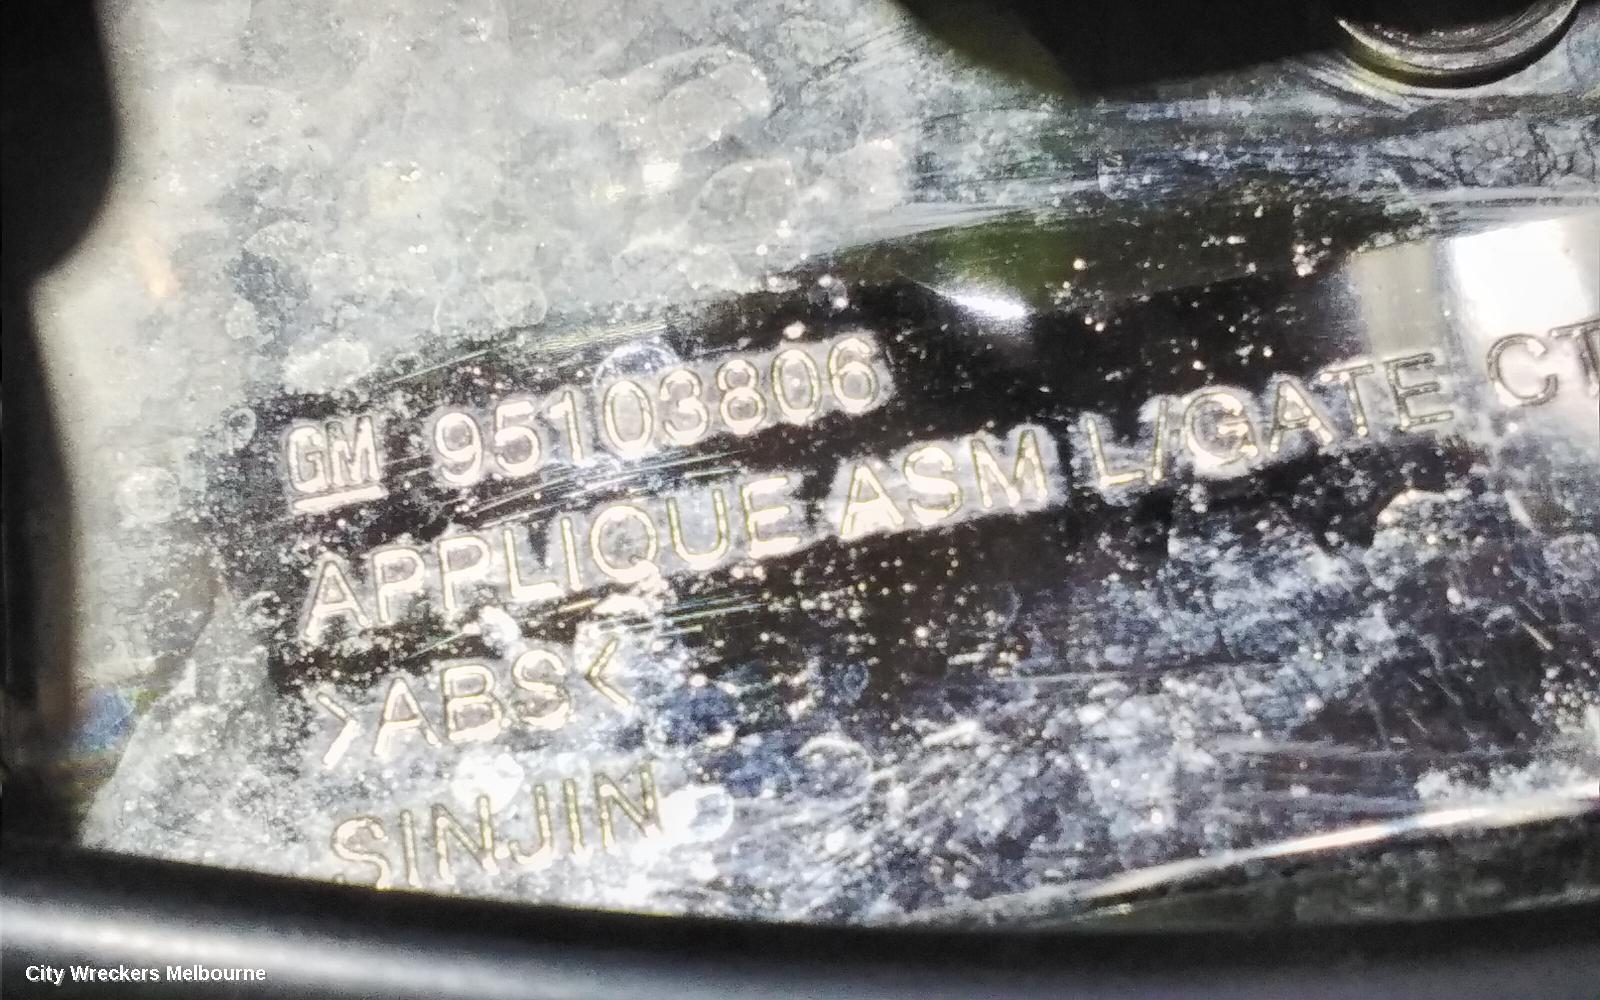 GM 95103806
APPLIQUE ASM L/GATE CT
>ABS<
SINJIN
City Wreckers Melbourne